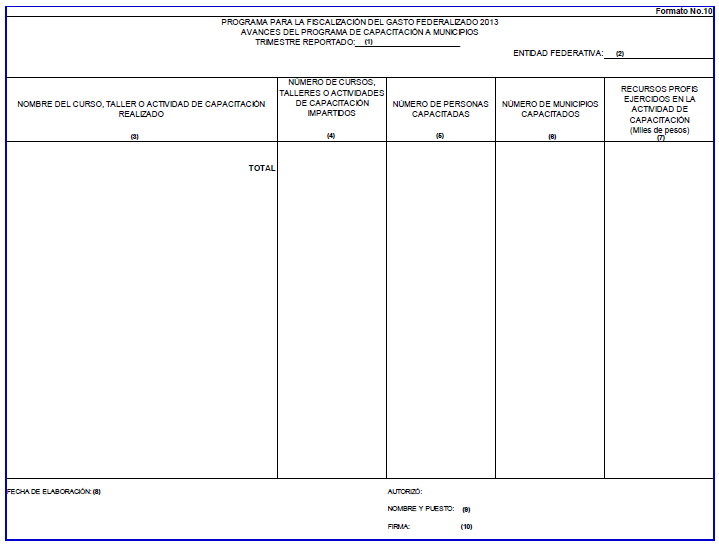 Formato No.10
PROGRAMA PARA LA FISCALIZACIÓN DEL GASTO FEDERALIZADO 2013
AVANCES DEL PROGRAMA DE CAPACITACIÓN A MUNICIPIOS
TRIMESTRE REPORTADO: (1)
ENTIDAD FEDERATIVA: (2)
NOMBRE DEL CURSO, TALLER O ACTIVIDAD DE CAPACITACIÓN
REALIZADO
(3)
NÚMERO DE CURSOS,
TALLERES O ACTIVIDADES
DE CAPACITACIÓN
IMPARTIDOS
(4)
NÚMERO DE PERSONAS
CAPACITADAS
(5)
NÚMERO DE MUNICIPIOS
CAPACITADOS
(6)
RECURSOS PROFIS
EJERCIDOS EN LA
ACTIVIDAD DE
CAPACITACIÓN
(Miles de pesos)
(7)
TOTAL
FECHA DE ELABORACIÓN: (8)
AUTORIZÓ:
NOMBRE Y PUESTO: (9)
FIRMA: (10)